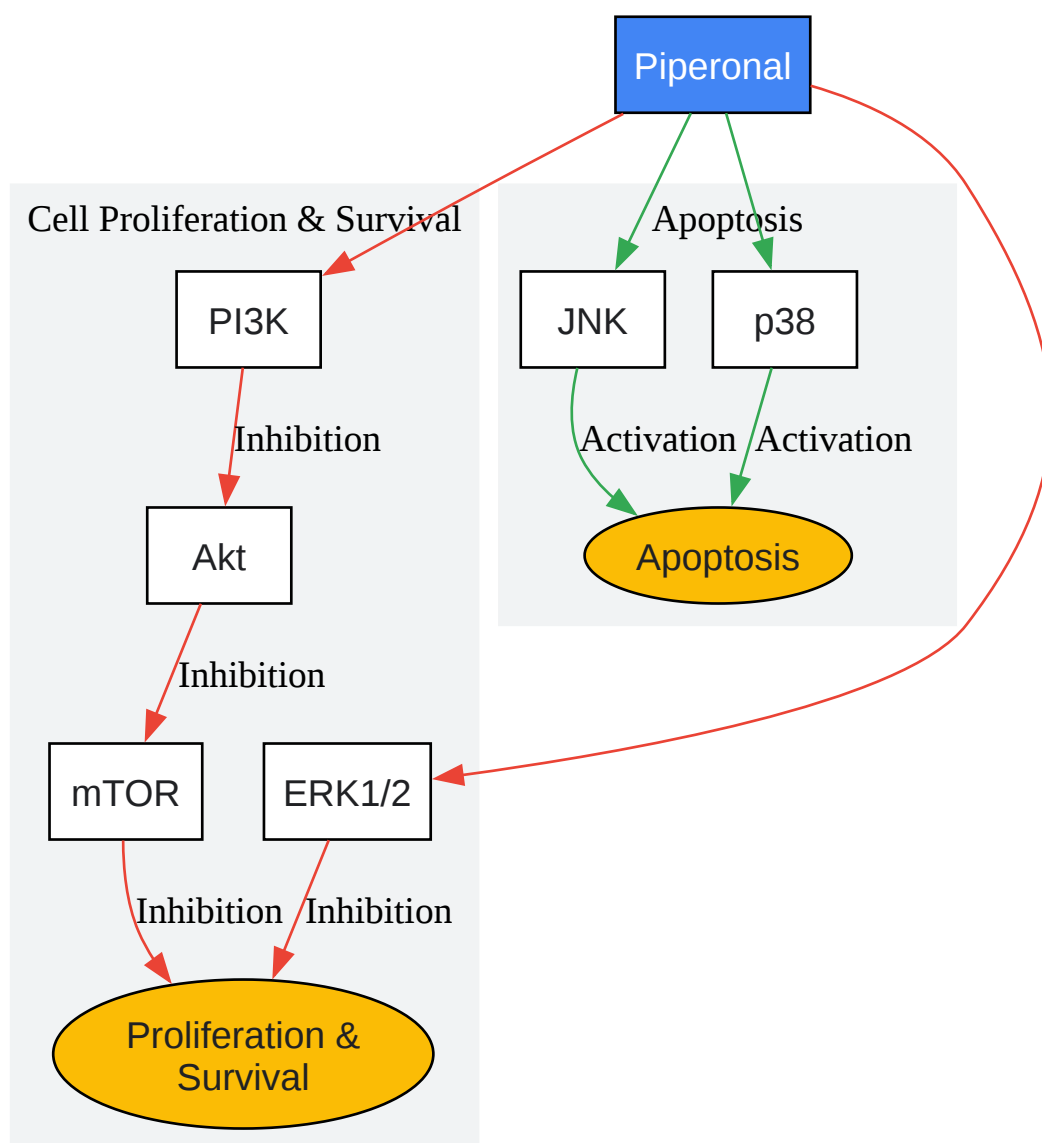 Piperonal
Cell Proliferation & Survival
Apoptosis
PI3K
JNK
p38
Inhibition
Activation
Activation
Akt
Apoptosis
Inhibition
mTOR
ERK1/2
Inhibition
Inhibition
Proliferation &
Survival